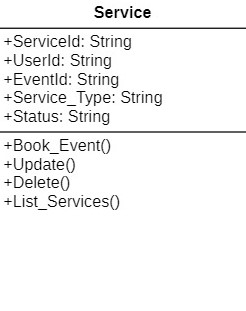 Service
+ServiceId: String
+UserId: String
+EventId: String
+Service_Type: String
+Status: String
+Book_Event()
+Update()
+Delete()
+List_Services()